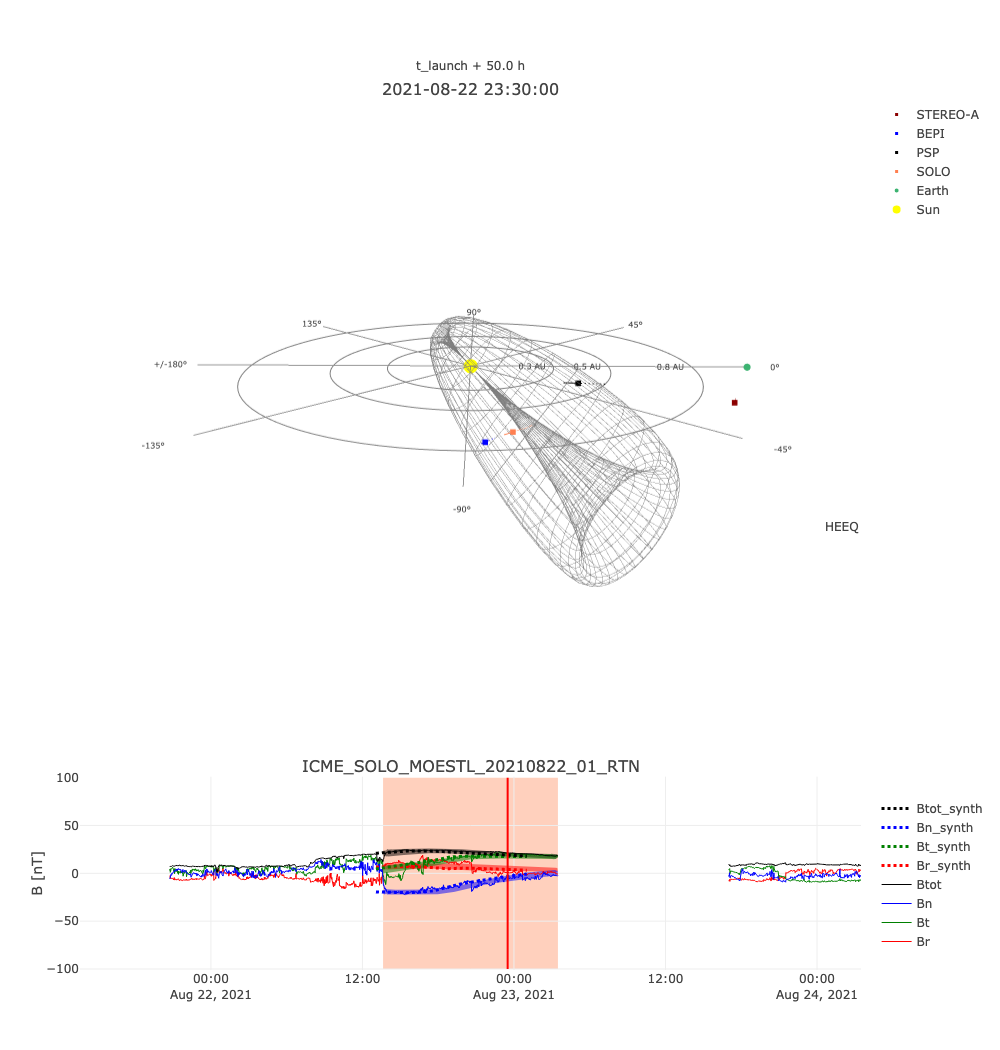 t_launch + 50.0 h
2021-08-22 23:30:00
STEREO-A
BEPI
PSP
SOLO
Earth
Sun
90°
135°
45°
+/-180°
0.3 AU
0.5 AU
0.8 AU
0°
-135°
-45°
-90°
HEEQ
ICME_SOLO_MOESTL_20210822_01_RTN
B [nT]
100
50
0
−50
−100
00:00
Aug 22, 2021
12:00
00:00
Aug 23, 2021
12:00
00:00
Aug 24, 2021
Btot_synth
Bn_synth
Bt_synth
Br_synth
Btot
Bn
Bt
Br